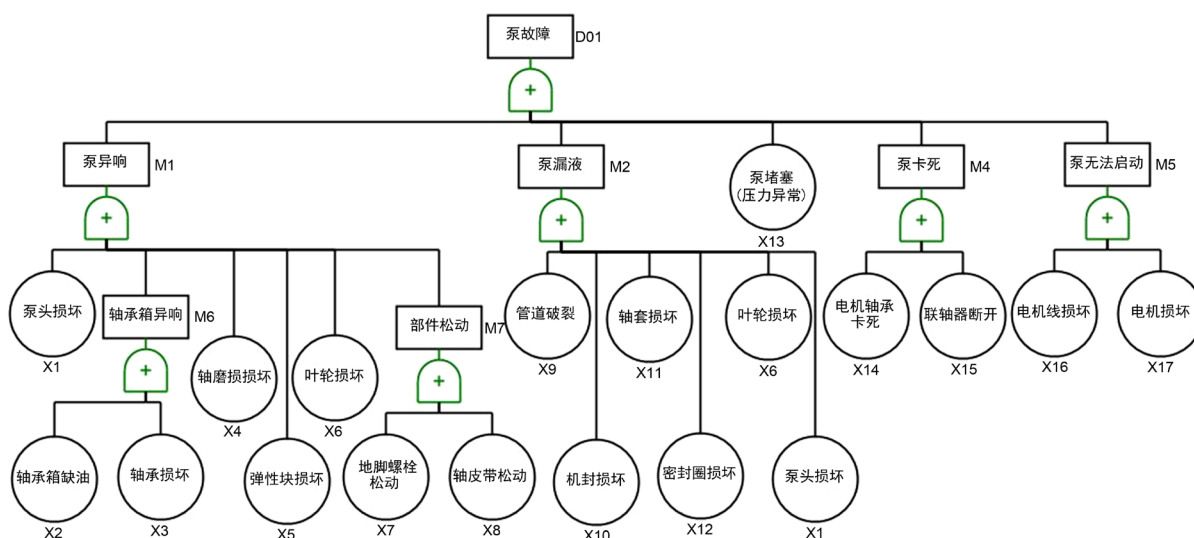 泵故障
D01
+
泵异响
M1
泵漏液
M2
泵堵塞
(压力异常)
X13
泵卡死
M4
泵无法启动
M5
+
+
+
+
泵头损坏
X1
轴承箱异响
M6
轴磨损损坏
X4
叶轮损坏
X6
部件松动
M7
管道破裂
X9
轴套损坏
X11
叶轮损坏
X6
电机轴承
卡死
X14
联轴器断开
X15
电机线损坏
X16
电机损坏
X17
+
+
轴承箱缺油
X2
轴承损坏
X3
弹性块损坏
X5
地脚螺栓
松动
X7
轴皮带松动
X8
机封损坏
X10
密封圈损坏
X12
泵头损坏
X1